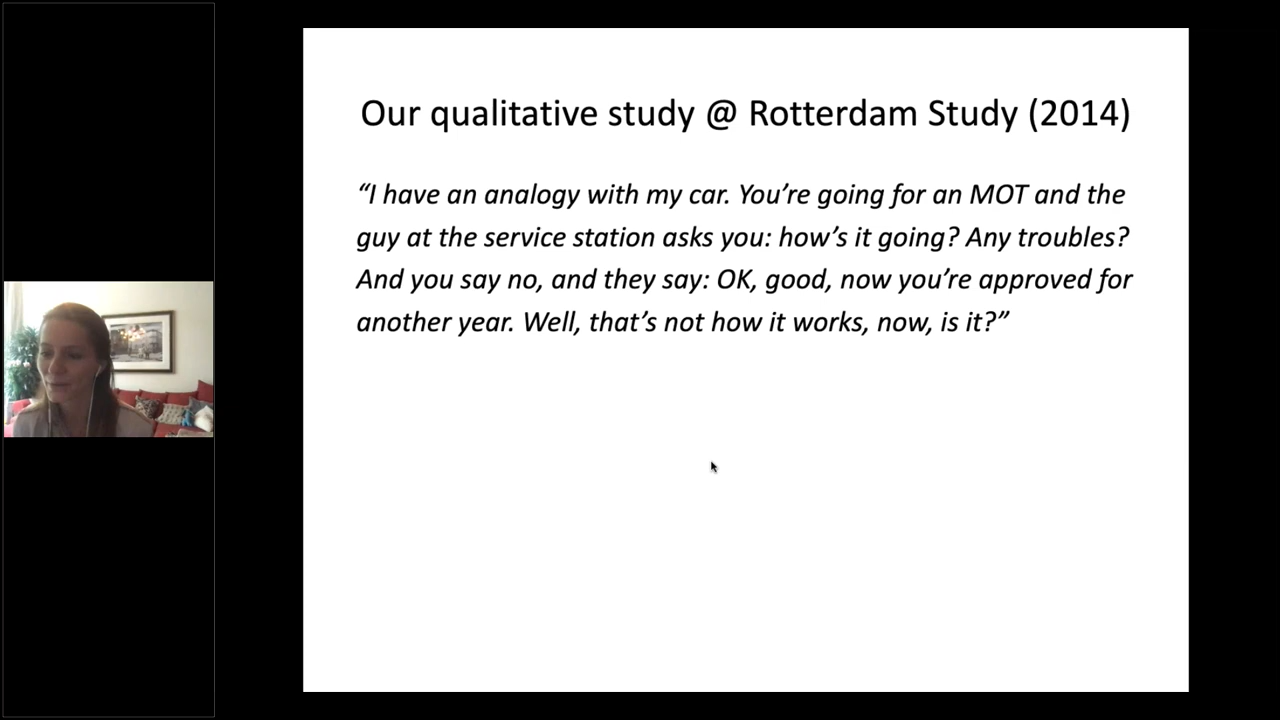 Our qualitative study @ Rotterdam Study (2014)
“I have an analogy with my car. You’re going for an MOT and the
guy at the service station asks you: how’s it going? Any troubles?
And you say no, and they say: OK, good, now you’re approved for
another year. Well, that’s not how it works, now, is it?”